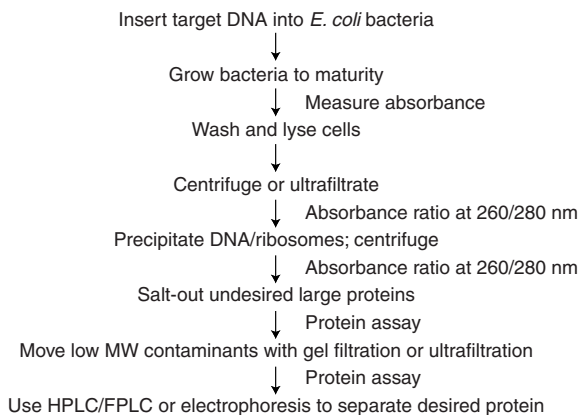 Insert target DNA into E. coli bacteria
Grow bacteria to maturity
Measure absorbance
Wash and lyse cells
Centrifuge or ultrafiltrate
Absorbance ratio at 260/280 nm
Precipitate DNA/ribosomes; centrifuge
Absorbance ratio at 260/280 nm
Salt-out undesired large proteins
Protein assay
Move low MW contaminants with gel filtration or ultrafiltration
Protein assay
Use HPLC/FPLC or electrophoresis to separate desired protein